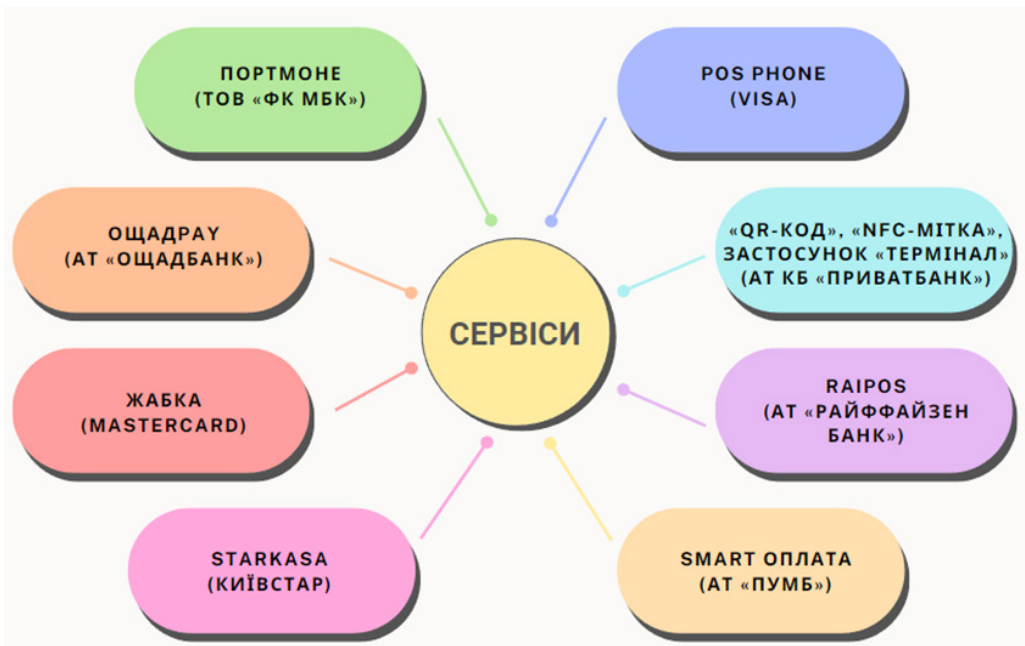 ПОРТМОНЕ
(ТОВ «ФК МБК»)
POS PHONE
(VISA)
ОЩАДPAY
(АТ «ОЩАДБАНК»)
«QR-КОД», «NFC-МІТКА»,
ЗАСТОСУНОК «ТЕРМІНАЛ»
(АТ КБ «ПРИВАТБАНК»)
СЕРВІСИ
ЖАБКА
(MASTERCARD)
RAIPOS
(АТ «РАЙФФАЙЗЕН
БАНК»)
STARKASA
(КИЇВСТАР)
SMART ОПЛАТА
(АТ «ПУМБ»)